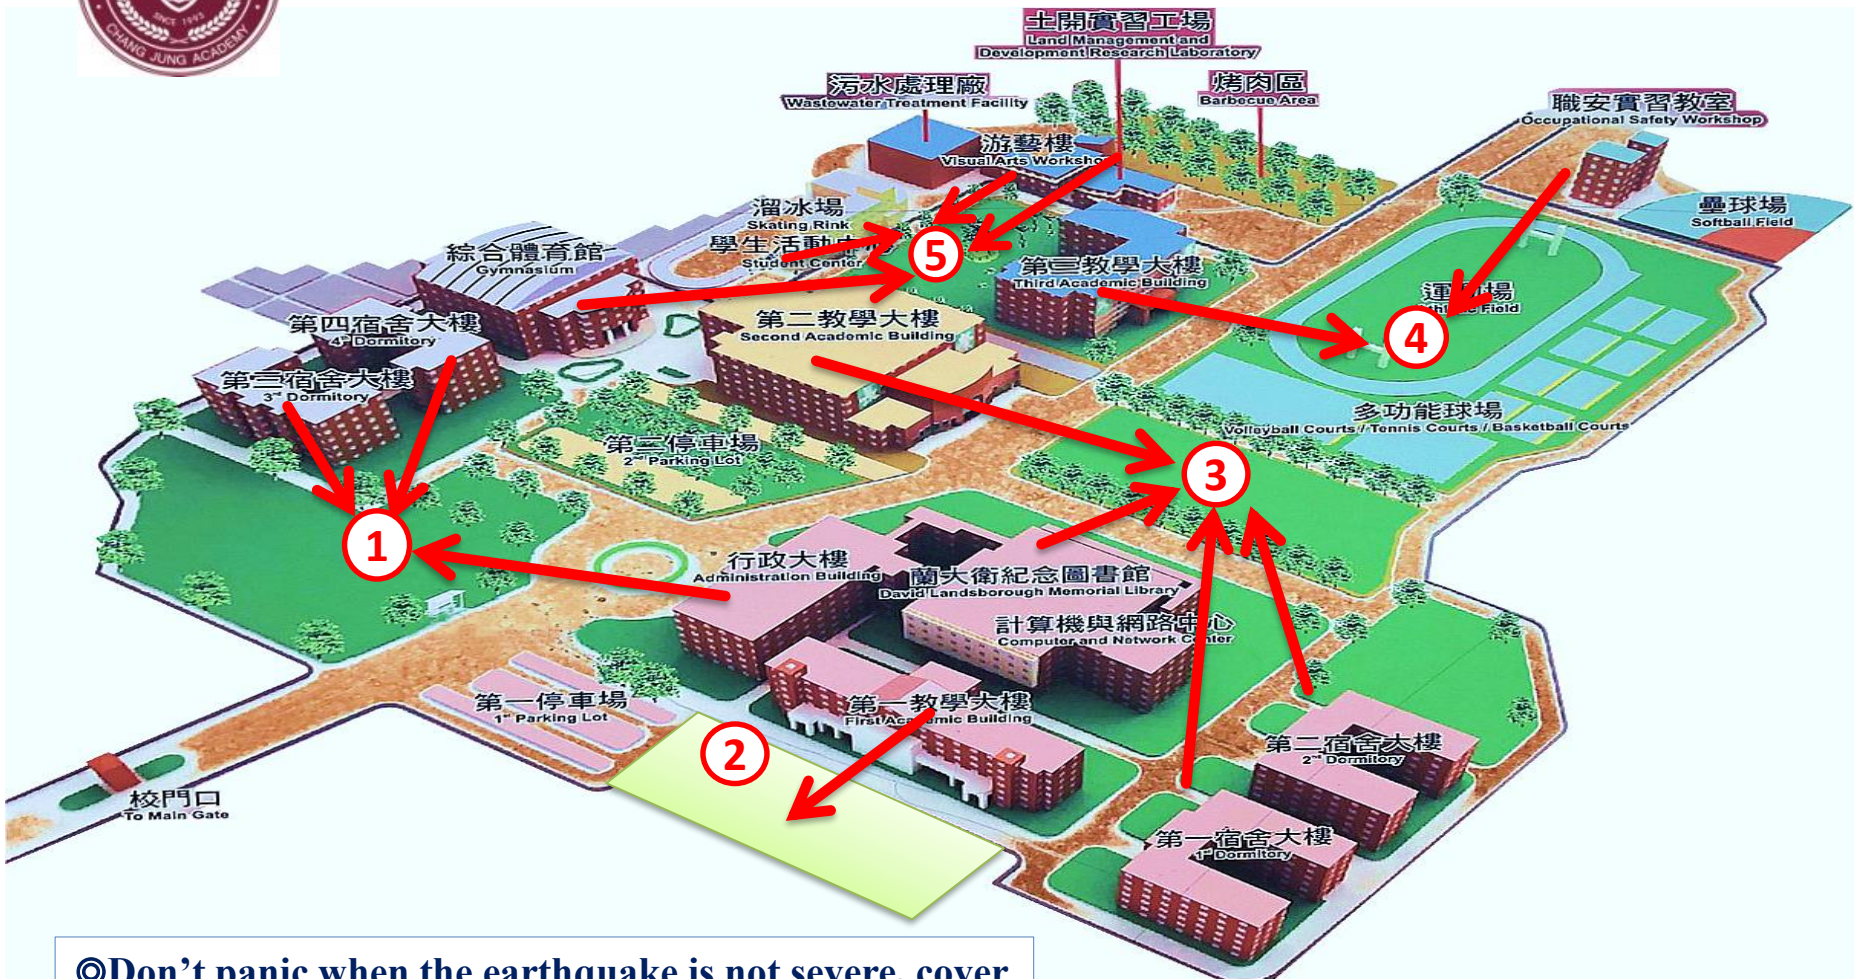 SINCE 1993
CHANG JUNG ACADEMY
土開實習工場
Land Management and
Development Research Laboratory
污水處理廠
Wastewater Treatment Facility
烤肉區
Barbecue Area
職安實習教室
Occupational Safety Workshop
游藝樓
Visual Arts Workshop
溜冰場
Skating Rink
壘球場
Softball Field
學生活動中心
Student Center
5
綜合體育館
Gymnasium
第三教學大樓
Third Academic Building
運動場
Field
4
第四宿舍大樓
4th Dormitory
第二教學大樓
Second Academic Building
第三宿舍大樓
3rd Dormitory
多功能球場
Volleyball Courts / Tennis Courts / Basketball Courts
第二停車場
2nd Parking Lot
3
1
行政大樓
Administration Building
蘭大衛紀念圖書館
David Landsborough Memorial Library
計算機與網路中心
Computer and Network Center
第一停車場
1st Parking Lot
第一教學大樓
First Academic Building
2
第二宿舍大樓
2nd Dormitory
校門口
To Main Gate
第一宿舍大樓
1st Dormitory
◎Don't panic when the earthquake is not severe, cover